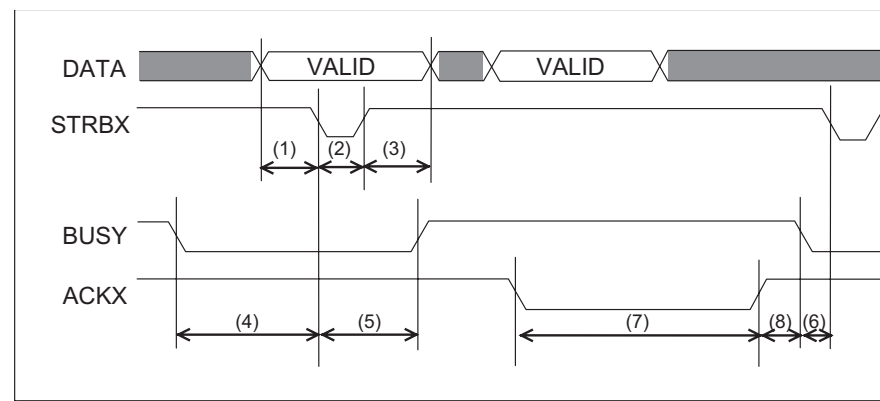 DATA VALID VALID
STRBX
(1) (2) (3)
BUSY
ACKX
(4) (5) (7) (8) (6)